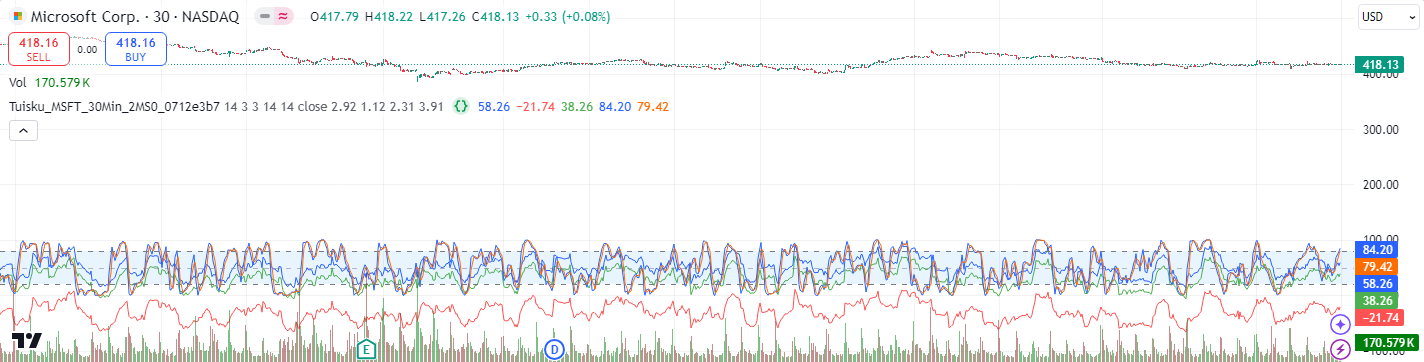 Microsoft Corp. · 30 · NASDAQ O417.79 H418.22 L417.26 C418.13 +0.33 (+0.08%) USD
418.16 SELL 0.00 418.16 BUY
418.13
400.00
Vol 170.579 K
Tuisku_MSFT_30Min_2MS0_0712e3b7 14 3 3 14 14 close 2.92 1.12 2.31 3.91 58.26 −21.74 38.26 84.20 79.42
300.00
200.00
100.00
84.20
79.42
58.26
38.26
−21.74
E D
170.579 K